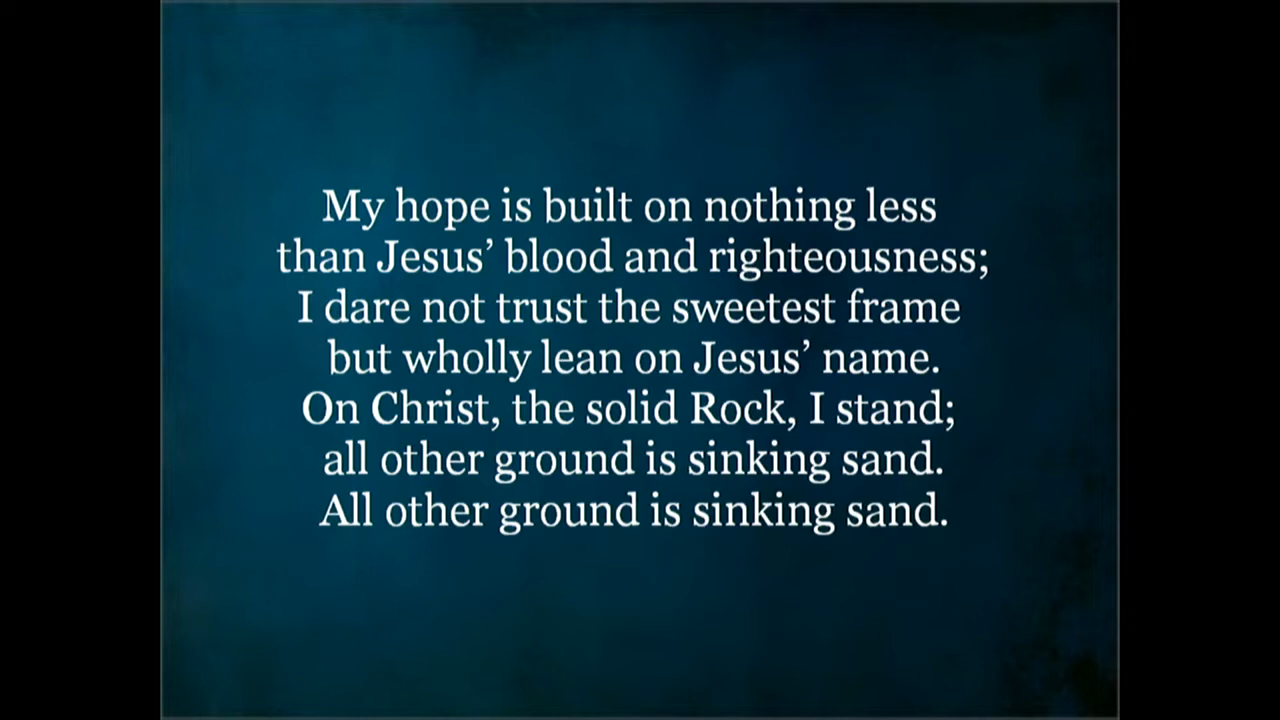 My hope is built on nothing less
than Jesus’ blood and righteousness;
I dare not trust the sweetest frame
but wholly lean on Jesus’ name.
On Christ, the solid Rock, I stand;
all other ground is sinking sand.
All other ground is sinking sand.